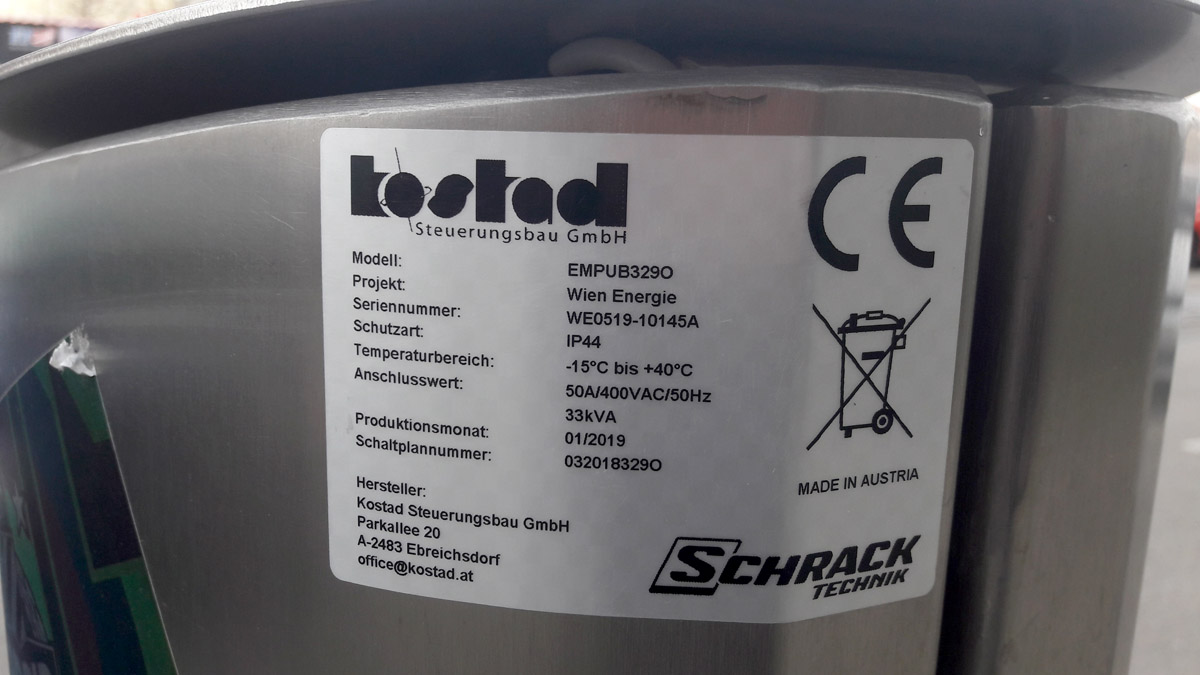 kostad
Steuerungsbau GmbH
CE
Modell: EMPUB329O
Projekt: Wien Energie
Seriennummer: WE0519-10145A
Schutzart: IP44
Temperaturbereich: -15°C bis +40°C
Anschlusswert: 50A/400VAC/50Hz
33kVA
Produktionsmonat: 01/2019
Schaltplannummer: 032018329O
MADE IN AUSTRIA
Hersteller:
Kostad Steuerungsbau GmbH
Parkallee 20
A-2483 Ebreichsdorf
office@kostad.at
SCHRACK
TECHNIK